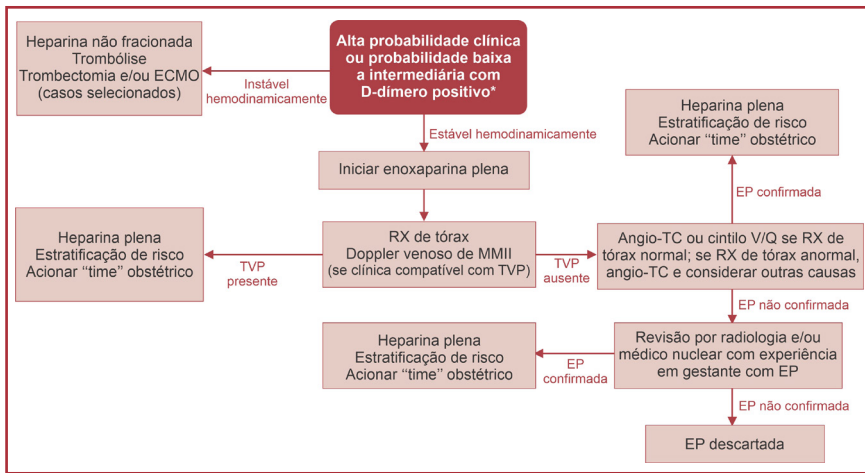 Heparina não fracionada
Trombólise
Trombectomia e/ou ECMO
(casos selecionados)
Instável
hemodinamicamente
Alta probabilidade clínica
ou probabilidade baixa
a intermediária com
D-dímero positivo*
Estável hemodinamicamente
Iniciar enoxaparina plena
Heparina plena
Estratificação de risco
Acionar “time” obstétrico
EP confirmada
Heparina plena
Estratificação de risco
Acionar “time” obstétrico
TVP
presente
RX de tórax
Doppler venoso de MMII
(se clínica compatível com TVP)
TVP
ausente
Angio-TC ou cintilo V/Q se RX de
tórax normal; se RX de tórax anormal,
angio-TC e considerar outras causas
EP não confirmada
Heparina plena
Estratificação de risco
Acionar “time” obstétrico
EP
confirmada
Revisão por radiologia e/ou
médico nuclear com experiência
em gestante com EP
EP não confirmada
EP descartada